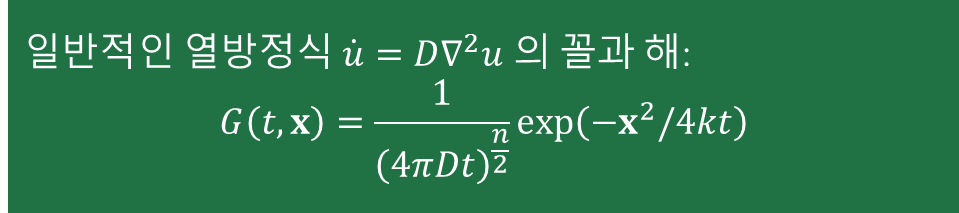 일반적인 열방정식 u̇ = D∇²u 의 꼴과 해:
G(t, x) = 1/(4πDt)^(n/2) exp(−x²/4kt)